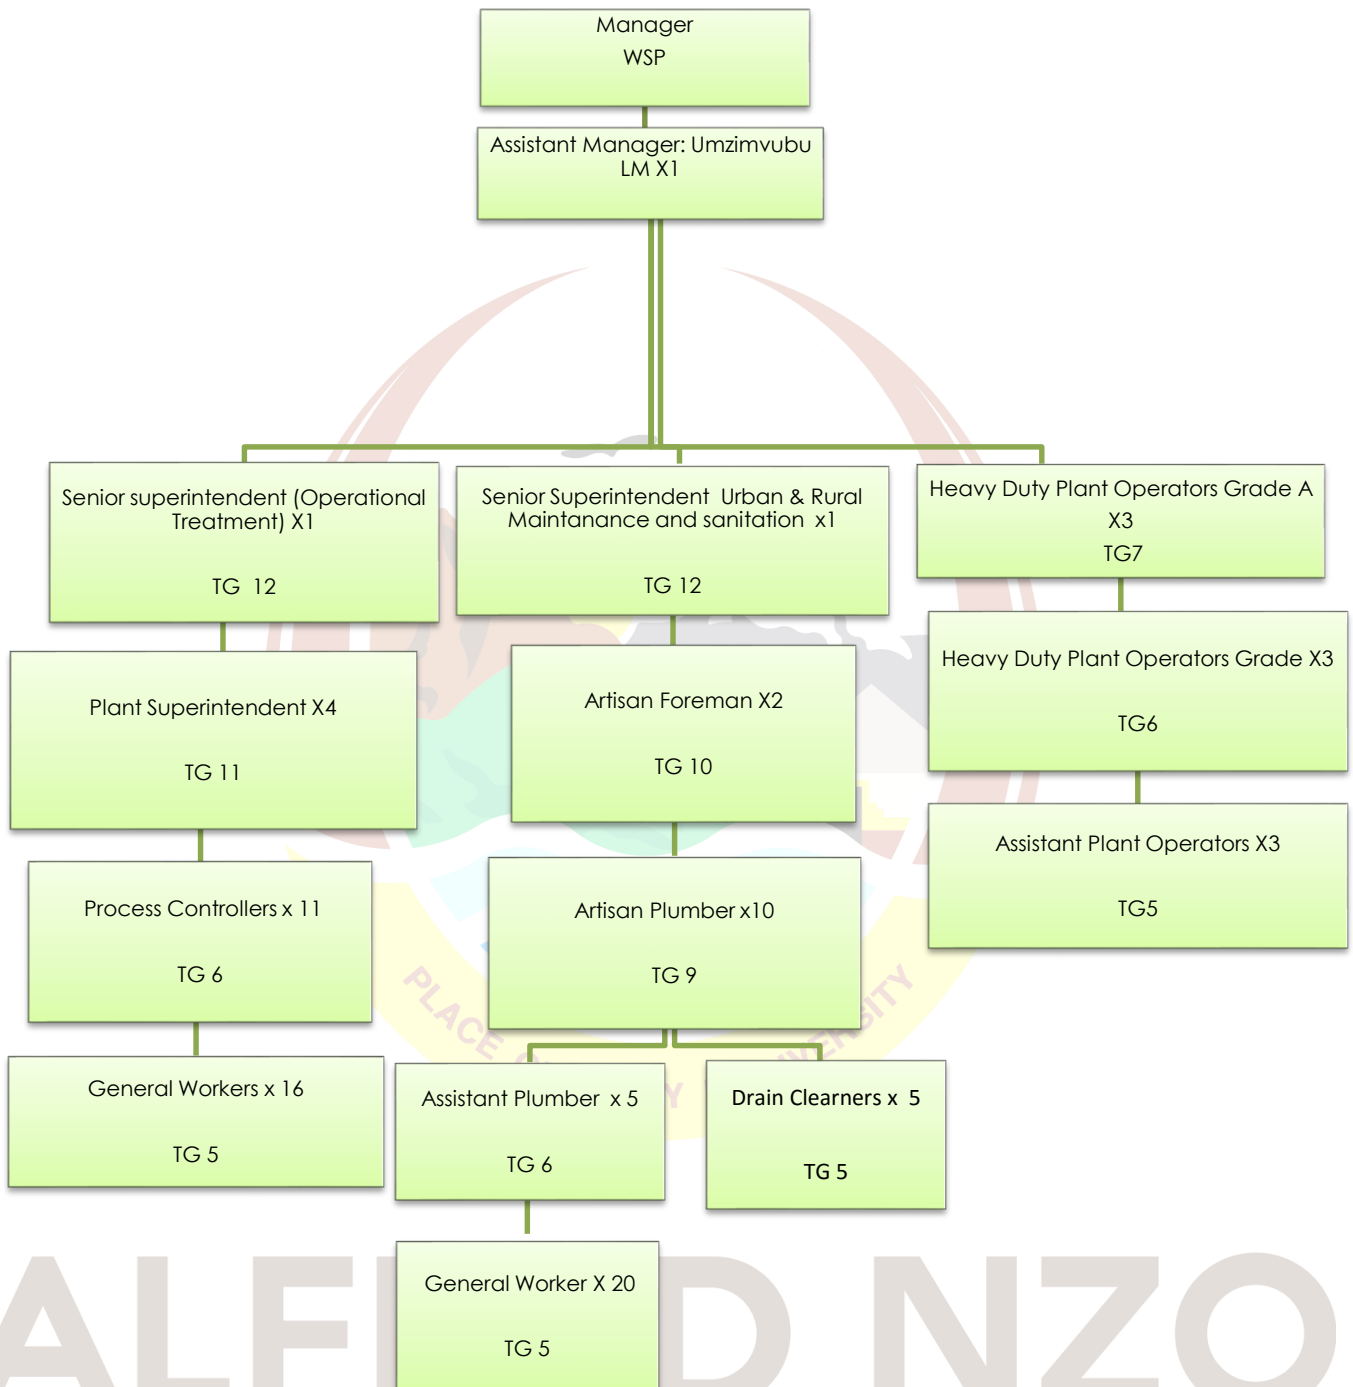 Manager
WSP
Assistant Manager: Umzimvubu
LM X1
Senior superintendent (Operational
Treatment) X1
TG 12
Senior Superintendent Urban & Rural
Maintanance and sanitation x1
TG 12
Heavy Duty Plant Operators Grade A
X3
TG7
Plant Superintendent X4
TG 11
Artisan Foreman X2
TG 10
Heavy Duty Plant Operators Grade X3
TG6
Process Controllers x 11
TG 6
Artisan Plumber x10
TG 9
Assistant Plant Operators X3
TG5
General Workers x 16
TG 5
Assistant Plumber x 5
TG 6
Drain Clearners x 5
TG 5
General Worker X 20
TG 5
PLACE
NZO